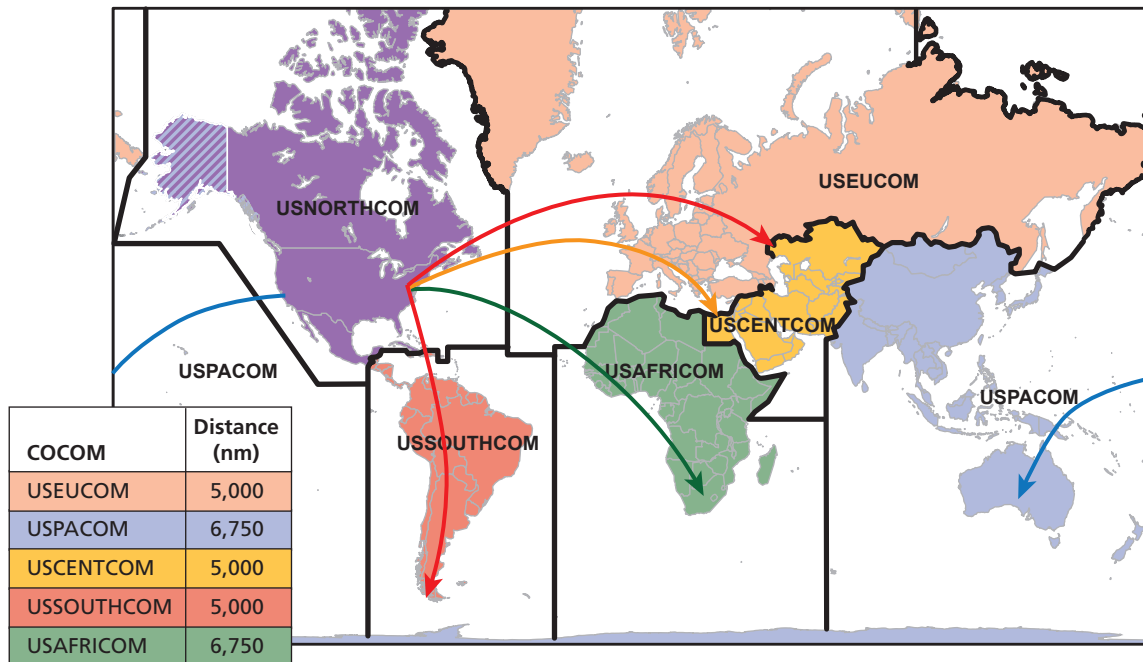 USEUCOM
USNORTHCOM
USCENTCOM
USPACOM
USAFRICOM
USPACOM
USSOUTHCOM
COCOM Distance (nm)
USEUCOM 5,000
USPACOM 6,750
USCENTCOM 5,000
USSOUTHCOM 5,000
USAFRICOM 6,750